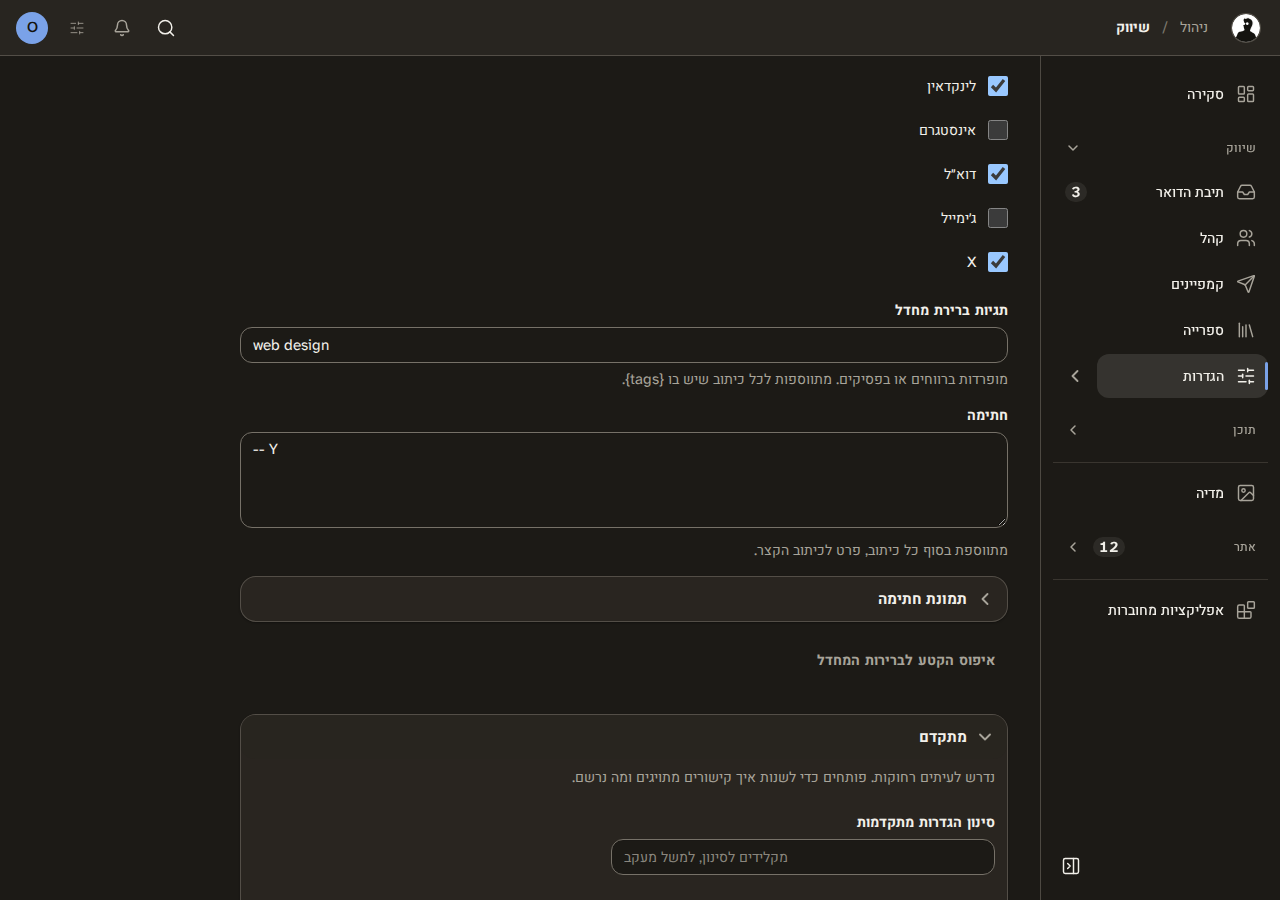 ניהול / שיווק
O
סקירה
שיווק
תיבת הדואר 3
קהל
קמפיינים
ספרייה
הגדרות
תוכן
מדיה
אתר 12
אפליקציות מחוברות
לינקדאין
אינסטגרם
דוא״ל
ג׳ימייל
X
תגיות ברירת מחדל
web design
מופרדות ברווחים או בפסיקים. מתווספות לכל כיתוב שיש בו {tags}.
חתימה
-- Y
מתווספת בסוף כל כיתוב, פרט לכיתוב הקצר.
תמונת חתימה
איפוס הקטע לברירות המחדל
מתקדם
נדרש לעיתים רחוקות. פותחים כדי לשנות איך קישורים מתויגים ומה נרשם.
סינון הגדרות מתקדמות
מקלידים לסינון, למשל מעקב